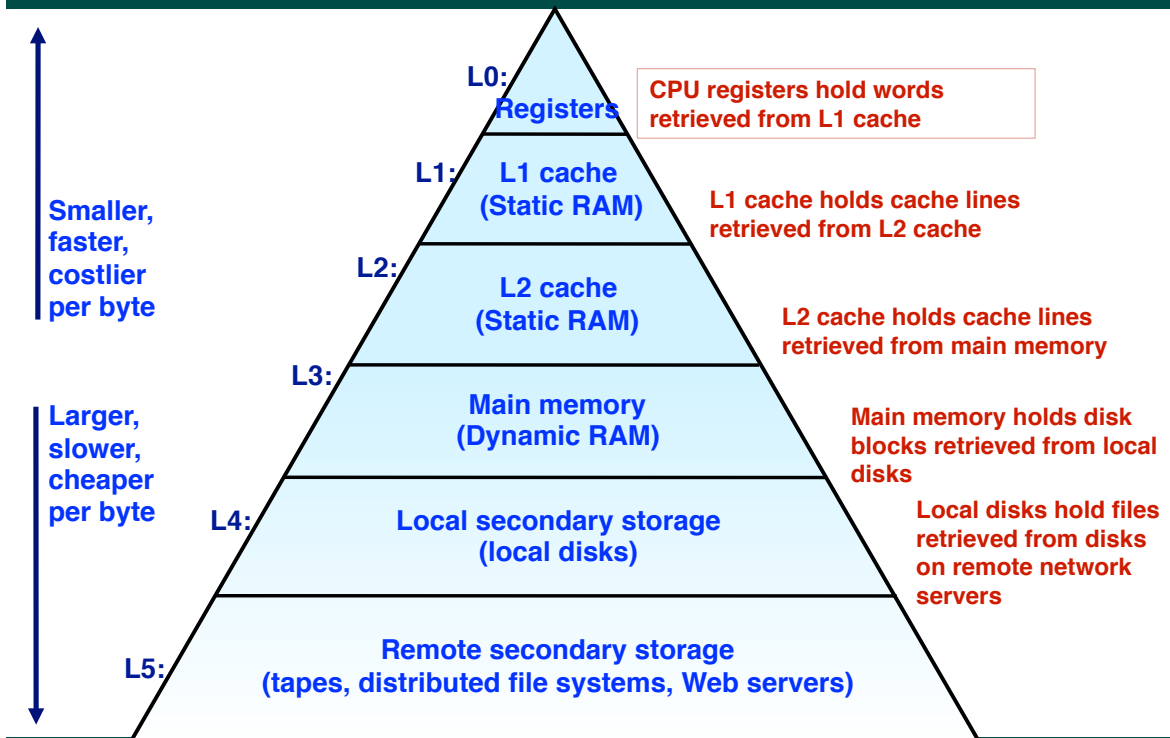 L0:
Registers
CPU registers hold words
retrieved from L1 cache
L1:
L1 cache
(Static RAM)
L1 cache holds cache lines
retrieved from L2 cache
Smaller,
faster,
costlier
per byte
L2:
L2 cache
(Static RAM)
L2 cache holds cache lines
retrieved from main memory
L3:
Main memory
(Dynamic RAM)
Main memory holds disk
blocks retrieved from local
disks
Larger,
slower,
cheaper
per byte
L4:
Local secondary storage
(local disks)
Local disks hold files
retrieved from disks
on remote network
servers
L5:
Remote secondary storage
(tapes, distributed file systems, Web servers)